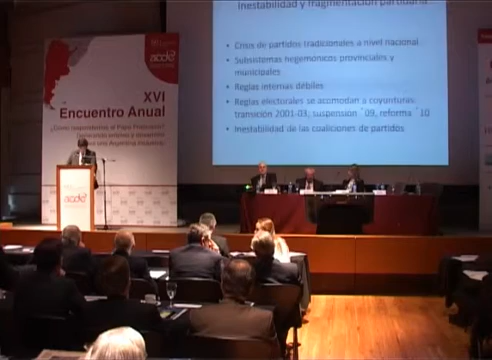 inestabilidad y fragmentación partidaria
• Crisis de partidos tradicionales a nivel nacional
• Subsistemas hegemónicos provinciales y
municipales
• Reglas internas débiles
• Reglas electorales se acomodan a coyunturas:
transición 2001-03, suspensión ´09, reforma ´10
• Inestabilidad de las coaliciones de partidos
acde
XVI
Encuentro Anual
acde